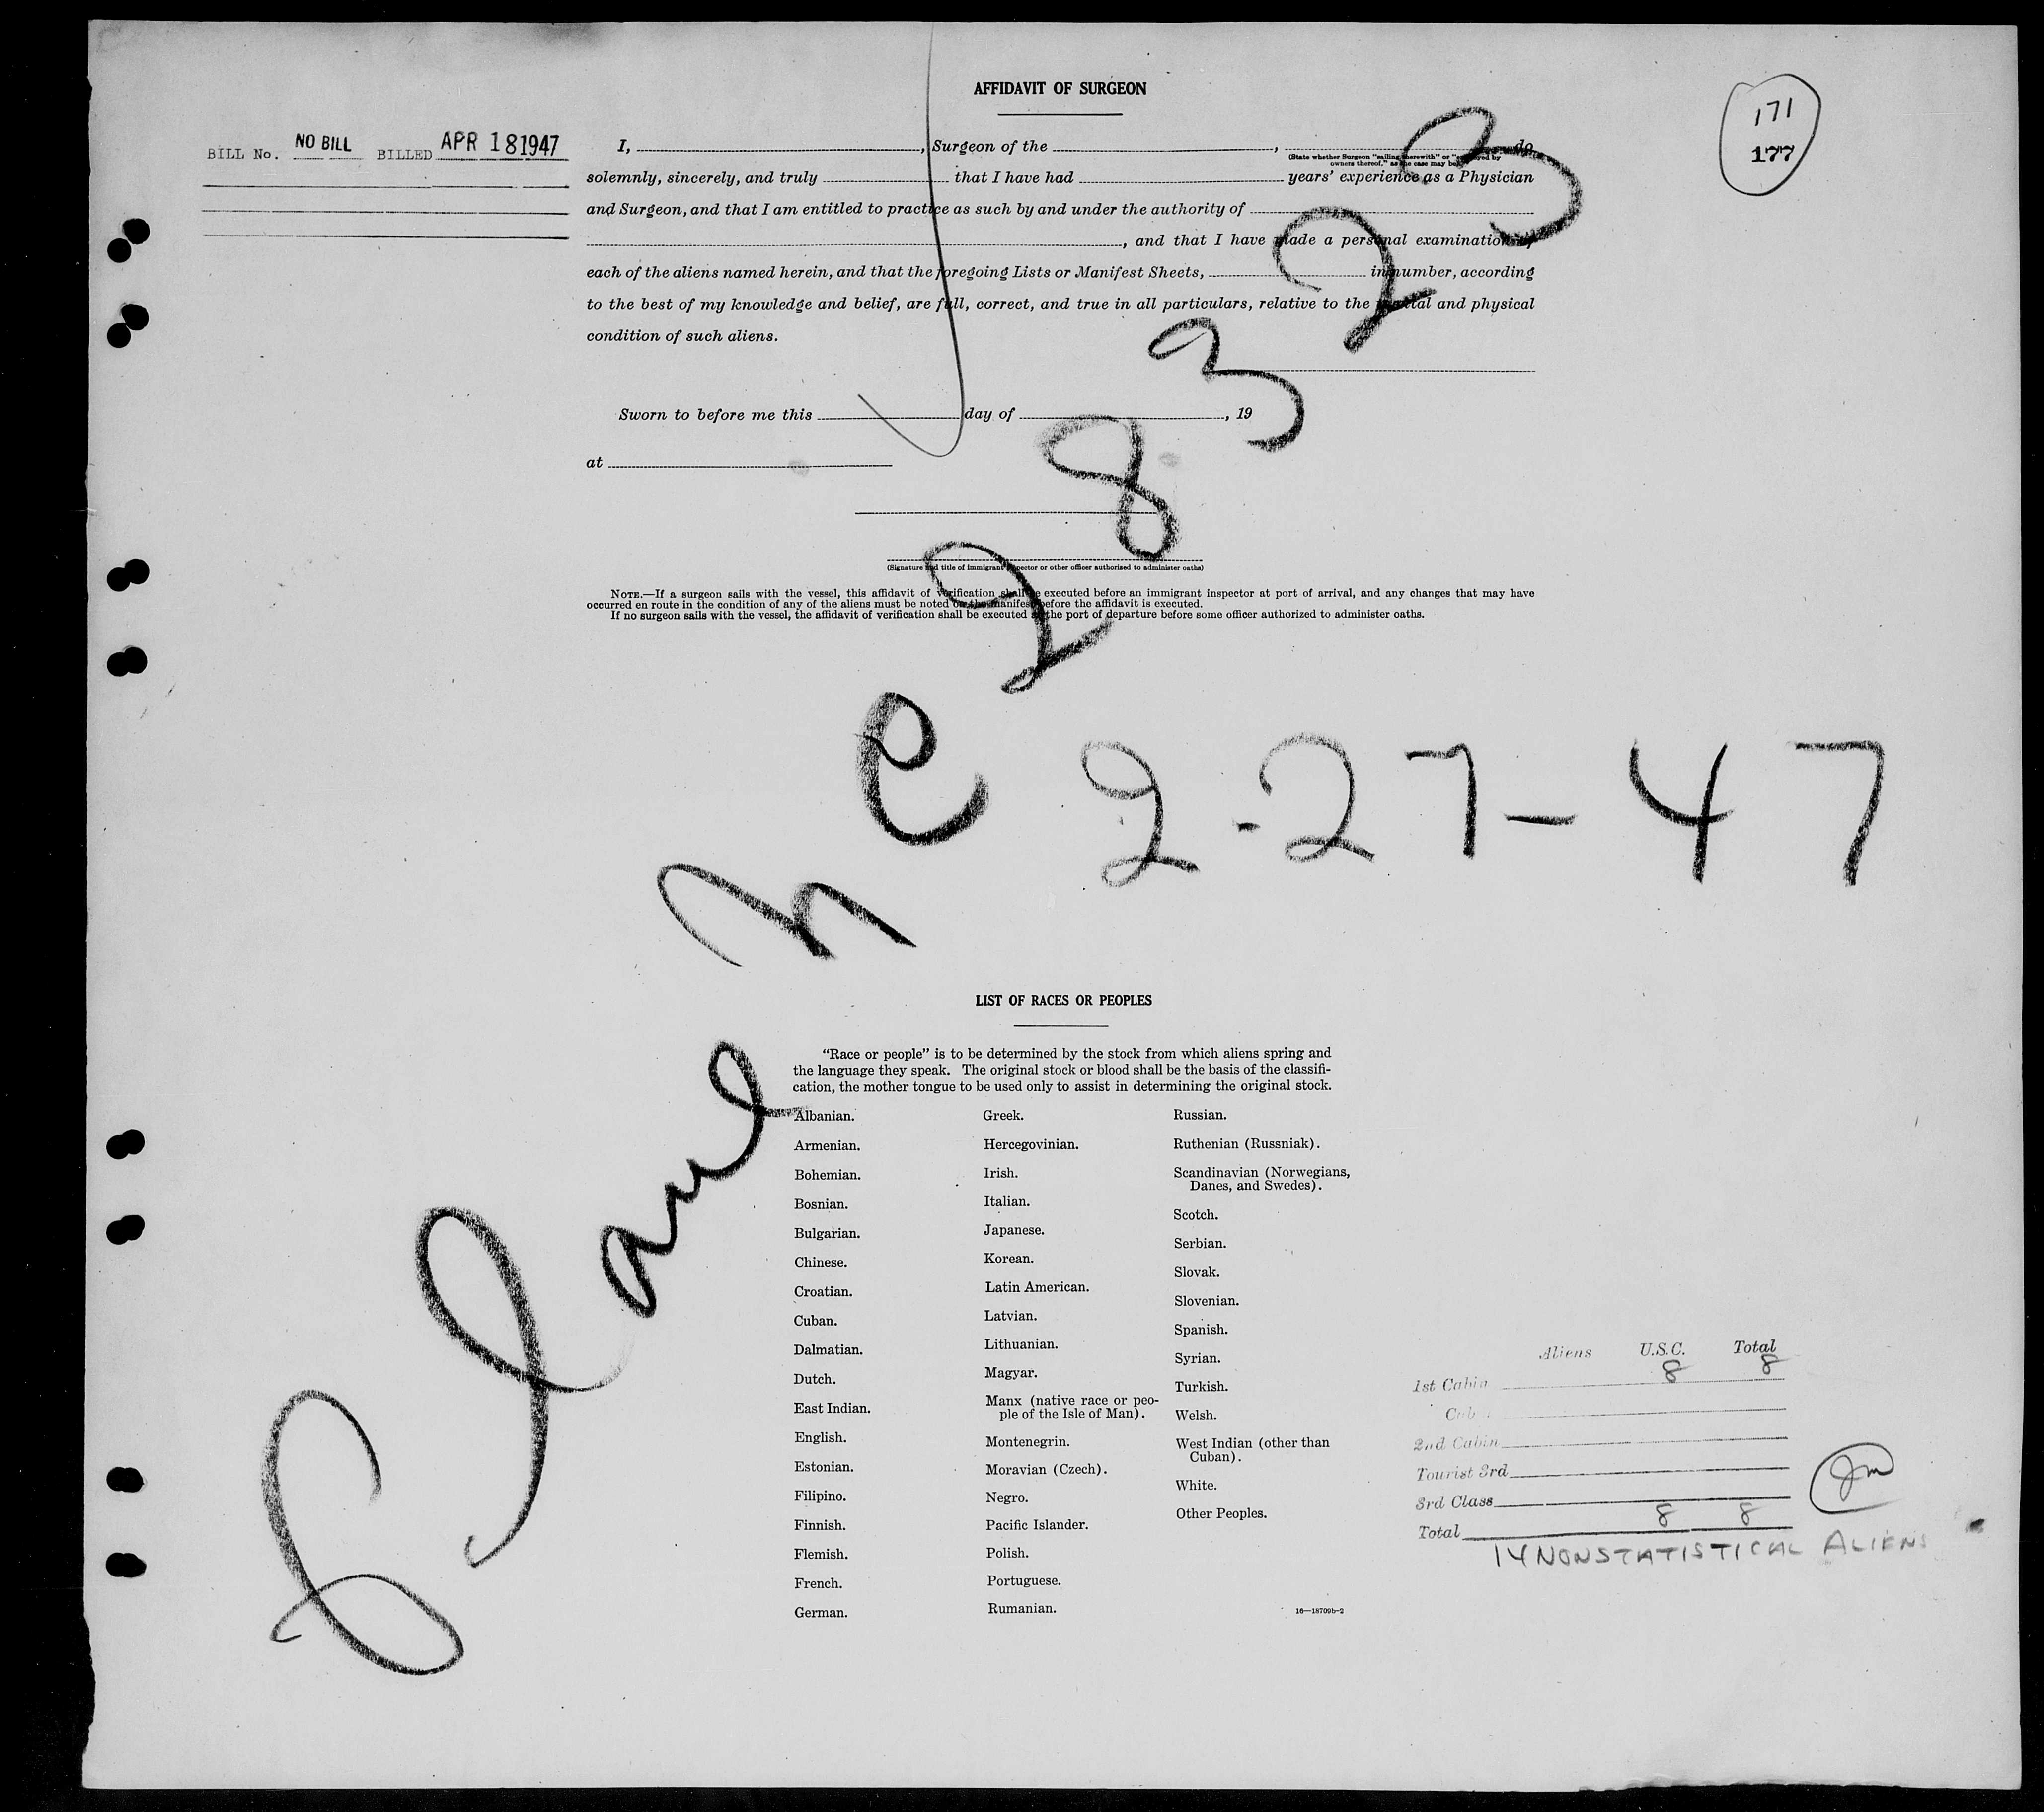 AFFIDAVIT OF SURGEON
171
177
BILL No. NO BILL BILLED APR 18 1947
I, , Surgeon of the , do
(State whether Surgeon "sailing therewith" or "employed by
owners thereof," as the case may be)
solemnly, sincerely, and truly that I have had years' experience as a Physician
and Surgeon, and that I am entitled to practice as such by and under the authority of
, and that I have made a personal examination of
each of the aliens named herein, and that the foregoing Lists or Manifest Sheets, in number, according
to the best of my knowledge and belief, are full, correct, and true in all particulars, relative to the mental and physical
condition of such aliens.
Sworn to before me this day of , 19
at
(Signature and title of immigrant inspector or other officer authorized to administer oaths)
NOTE.—If a surgeon sails with the vessel, this affidavit of verification shall be executed before an immigrant inspector at port of arrival, and any changes that may have
occurred en route in the condition of any of the aliens must be noted on the manifest before the affidavit is executed.
If no surgeon sails with the vessel, the affidavit of verification shall be executed at the port of departure before some officer authorized to administer oaths.
Plane NC 28323
2-27-47
LIST OF RACES OR PEOPLES
"Race or people" is to be determined by the stock from which aliens spring and
the language they speak. The original stock or blood shall be the basis of the classifi-
cation, the mother tongue to be used only to assist in determining the original stock.
Albanian.
Armenian.
Bohemian.
Bosnian.
Bulgarian.
Chinese.
Croatian.
Cuban.
Dalmatian.
Dutch.
East Indian.
English.
Estonian.
Filipino.
Finnish.
Flemish.
French.
German.
Greek.
Hercegovinian.
Irish.
Italian.
Japanese.
Korean.
Latin American.
Latvian.
Lithuanian.
Magyar.
Manx (native race or peo-
ple of the Isle of Man).
Montenegrin.
Moravian (Czech).
Negro.
Pacific Islander.
Polish.
Portuguese.
Rumanian.
Russian.
Ruthenian (Russniak).
Scandinavian (Norwegians,
Danes, and Swedes).
Scotch.
Serbian.
Slovak.
Slovenian.
Spanish.
Syrian.
Turkish.
Welsh.
West Indian (other than
Cuban).
White.
Other Peoples.
16—18709b-2
Aliens U.S.C. Total
1st Cabin 8 8
Cabin
2nd Cabin
Tourist 3rd
3rd Class
Total 8 8
14 NONSTATISTICAL ALIENS